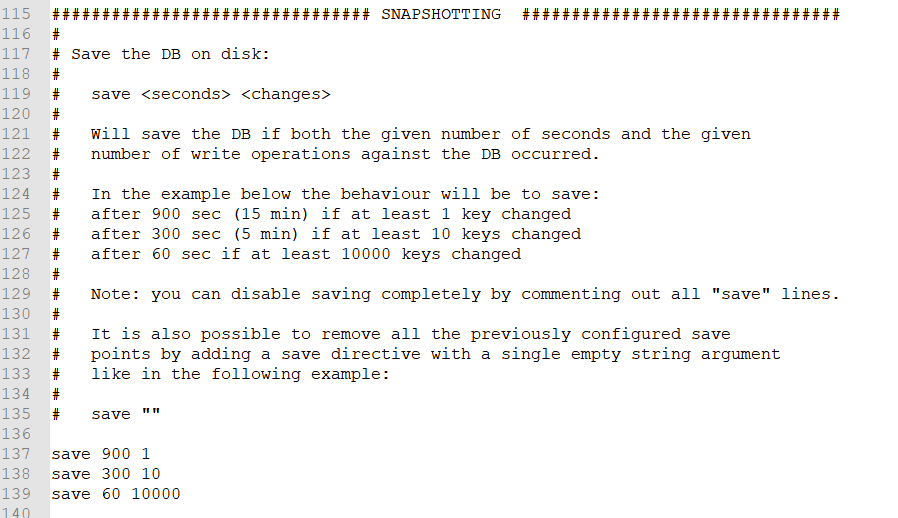 115 ################################ SNAPSHOTTING  ################################
116 #
117 # Save the DB on disk:
118 #
119 #   save <seconds> <changes>
120 #
121 #   Will save the DB if both the given number of seconds and the given
122 #   number of write operations against the DB occurred.
123 #
124 #   In the example below the behaviour will be to save:
125 #   after 900 sec (15 min) if at least 1 key changed
126 #   after 300 sec (5 min) if at least 10 keys changed
127 #   after 60 sec if at least 10000 keys changed
128 #
129 #   Note: you can disable saving completely by commenting out all "save" lines.
130 #
131 #   It is also possible to remove all the previously configured save
132 #   points by adding a save directive with a single empty string argument
133 #   like in the following example:
134 #
135 #   save ""
136
137 save 900 1
138 save 300 10
139 save 60 10000
140